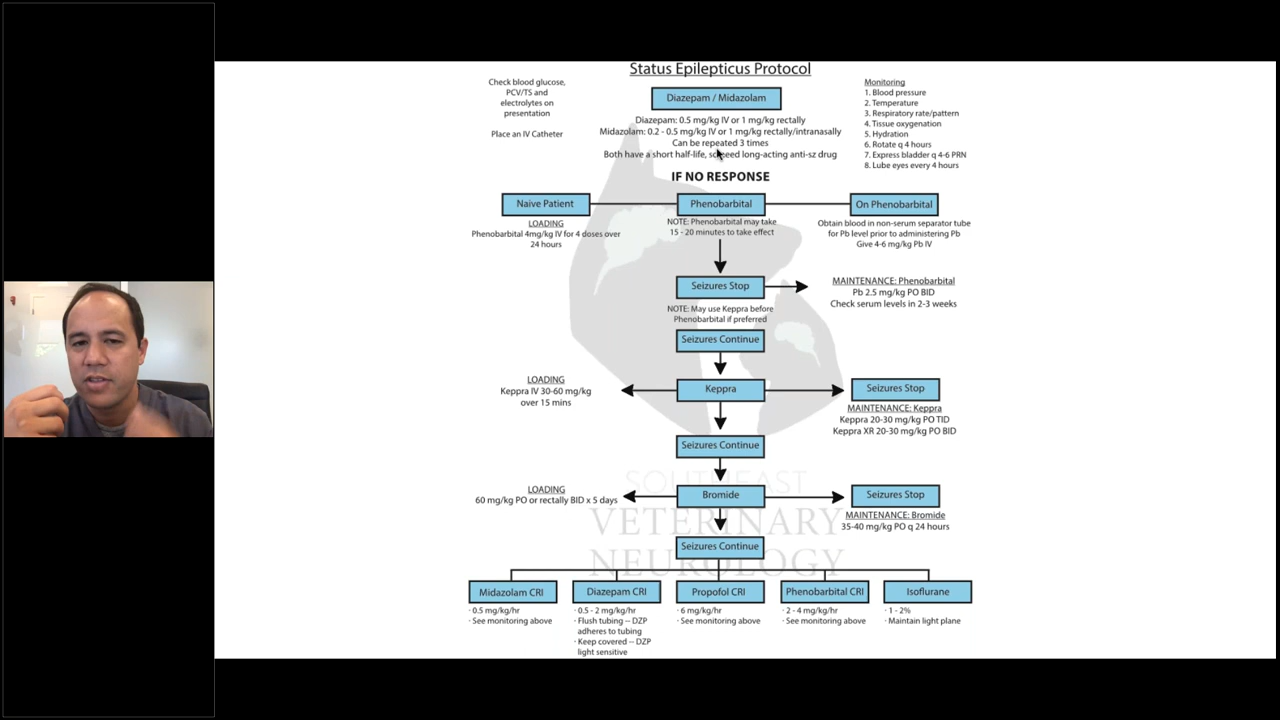 Status Epilepticus Protocol
Check blood glucose,
PCV/TS and
electrolytes on
presentation
Place an IV Catheter
Diazepam / Midazolam
Diazepam: 0.5 mg/kg IV or 1 mg/kg rectally
Midazolam: 0.2 - 0.5 mg/kg IV or 1 mg/kg rectally/intranasally
Can be repeated 3 times
Both have a short half-life, so need long-acting anti-sz drug
Monitoring
1. Blood pressure
2. Temperature
3. Respiratory rate/pattern
4. Tissue oxygenation
5. Hydration
6. Rotate q 4 hours
7. Express bladder q 4-6 PRN
8. Lube eyes every 4 hours
IF NO RESPONSE
Naive Patient
LOADING
Phenobarbital 4mg/kg IV for 4 doses over
24 hours
Phenobarbital
NOTE: Phenobarbital may take
15 - 20 minutes to take effect
On Phenobarbital
Obtain blood in non-serum separator tube
for Pb level prior to administering Pb
Give 4-6 mg/kg Pb IV
Seizures Stop
MAINTENANCE: Phenobarbital
Pb 2.5 mg/kg PO BID
Check serum levels in 2-3 weeks
NOTE: May use Keppra before
Phenobarbital if preferred
Seizures Continue
LOADING
Keppra IV 30-60 mg/kg
over 15 mins
Keppra
Seizures Stop
MAINTENANCE: Keppra
Keppra 20-30 mg/kg PO TID
Keppra XR 20-30 mg/kg PO BID
Seizures Continue
LOADING
60 mg/kg PO or rectally BID x 5 days
Bromide
Seizures Stop
MAINTENANCE: Bromide
35-40 mg/kg PO q 24 hours
SOUTHEAST
VETERINARY
NEUROLOGY
Seizures Continue
Midazolam CRI
· 0.5 mg/kg/hr
· See monitoring above
Diazepam CRI
· 0.5 - 2 mg/kg/hr
· Flush tubing -- DZP
adheres to tubing
· Keep covered -- DZP
light sensitive
Propofol CRI
· 6 mg/kg/hr
· See monitoring above
Phenobarbital CRI
· 2 - 4 mg/kg/hr
· See monitoring above
Isoflurane
· 1 - 2%
· Maintain light plane